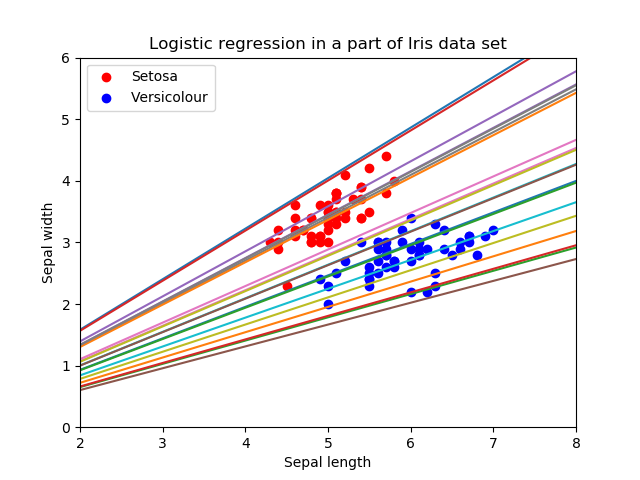 Logistic regression in a part of Iris data set
Setosa
Versicolour
6
5
4
3
2
1
0
Sepal width
2
3
4
5
6
7
8
Sepal length